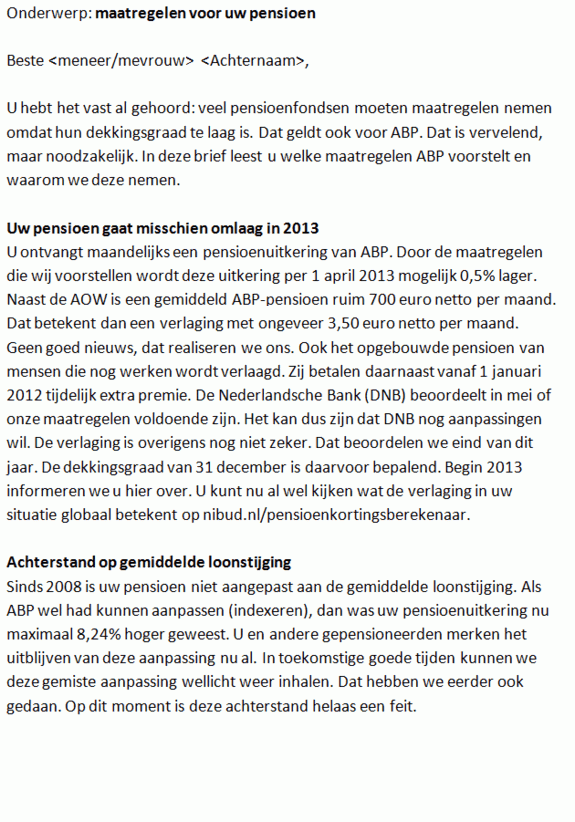 Onderwerp: maatregelen voor uw pensioen
Beste <meneer/mevrouw> <Achternaam>,
U hebt het vast al gehoord: veel pensioenfondsen moeten maatregelen nemen
omdat hun dekkingsgraad te laag is. Dat geldt ook voor ABP. Dat is vervelend,
maar noodzakelijk. In deze brief leest u welke maatregelen ABP voorstelt en
waarom we deze nemen.
Uw pensioen gaat misschien omlaag in 2013
U ontvangt maandelijks een pensioenuitkering van ABP. Door de maatregelen
die wij voorstellen wordt deze uitkering per 1 april 2013 mogelijk 0,5% lager.
Naast de AOW is een gemiddeld ABP-pensioen ruim 700 euro netto per maand.
Dat betekent dan een verlaging met ongeveer 3,50 euro netto per maand.
Geen goed nieuws, dat realiseren we ons. Ook het opgebouwde pensioen van
mensen die nog werken wordt verlaagd. Zij betalen daarnaast vanaf 1 januari
2012 tijdelijk extra premie. De Nederlandsche Bank (DNB) beoordeelt in mei of
onze maatregelen voldoende zijn. Het kan dus zijn dat DNB nog aanpassingen
wil. De verlaging is overigens nog niet zeker. Dat beoordelen we eind van dit
jaar. De dekkingsgraad van 31 december is daarvoor bepalend. Begin 2013
informeren we u hier over. U kunt nu al wel kijken wat de verlaging in uw
situatie globaal betekent op nibud.nl/pensioenkortingsberekenaar.
Achterstand op gemiddelde loonstijging
Sinds 2008 is uw pensioen niet aangepast aan de gemiddelde loonstijging. Als
ABP wel had kunnen aanpassen (indexeren), dan was uw pensioenuitkering nu
maximaal 8,24% hoger geweest. U en andere gepensioneerden merken het
uitblijven van deze aanpassing nu al. In toekomstige goede tijden kunnen we
deze gemiste aanpassing wellicht weer inhalen. Dat hebben we eerder ook
gedaan. Op dit moment is deze achterstand helaas een feit.